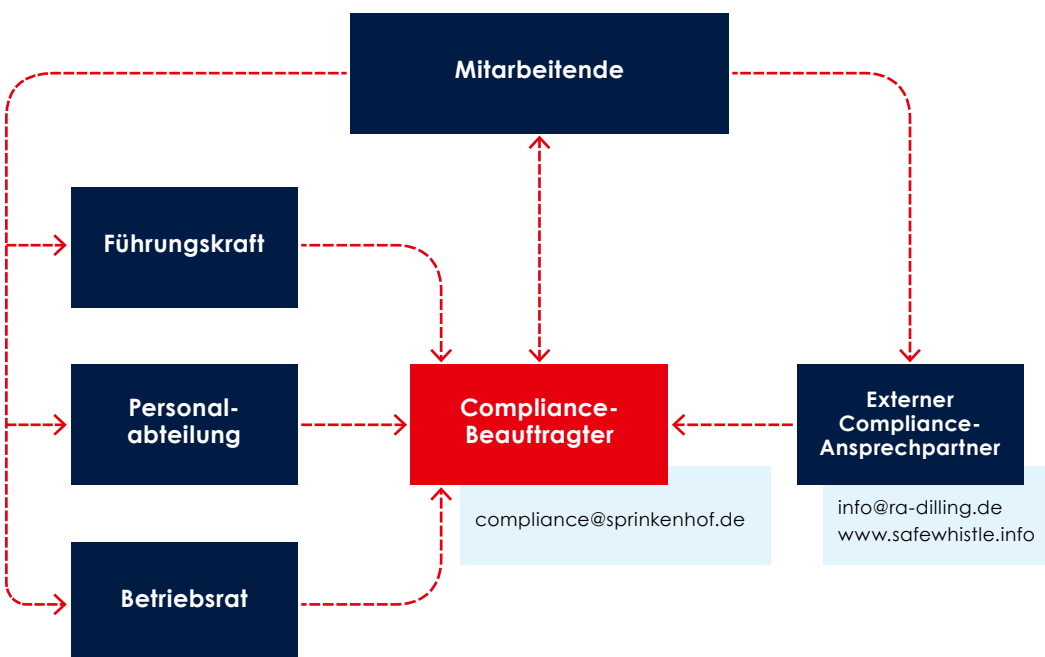 Mitarbeitende
Führungskraft
Personal-
abteilung
Compliance-
Beauftragter
Externer
Compliance-
Ansprechpartner
compliance@sprinkenhof.de
info@ra-dilling.de
www.safewhistle.info
Betriebsrat